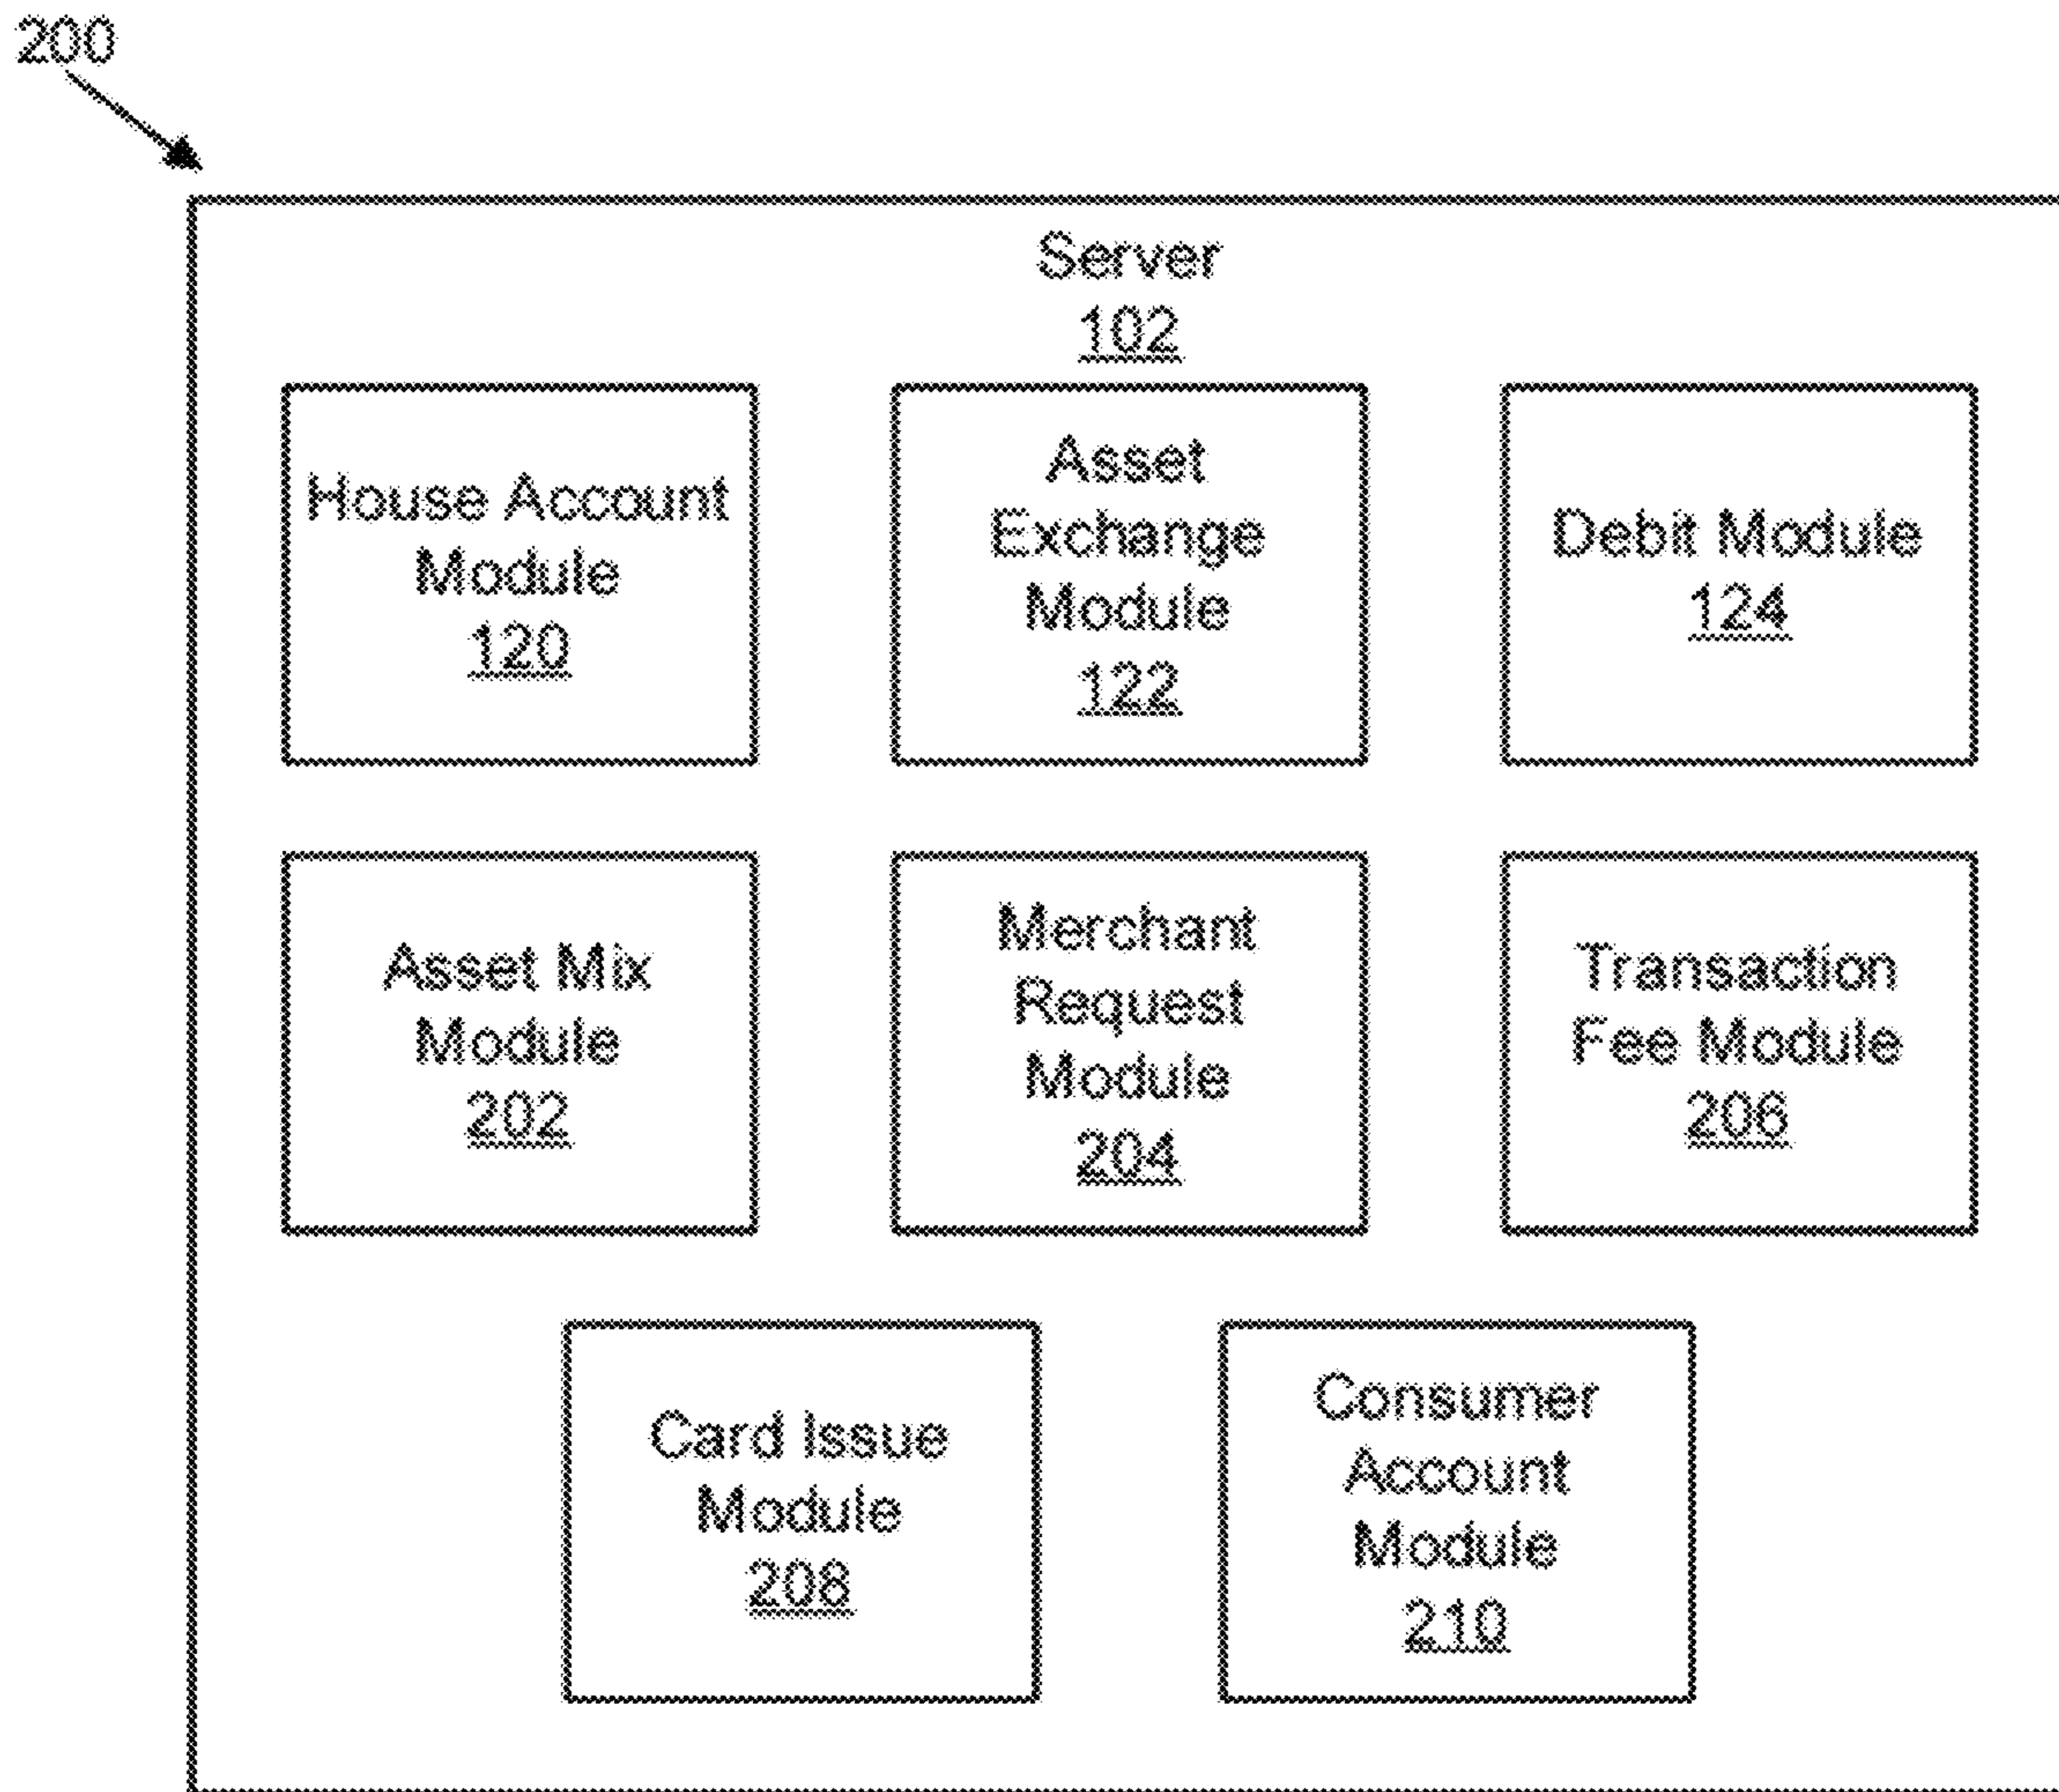 200
Server
102
House Account
Module
120
Asset
Exchange
Module
122
Debit Module
124
Asset Mix
Module
202
Merchant
Request
Module
204
Transaction
Fee Module
206
Card Issue
Module
208
Consumer
Account
Module
210